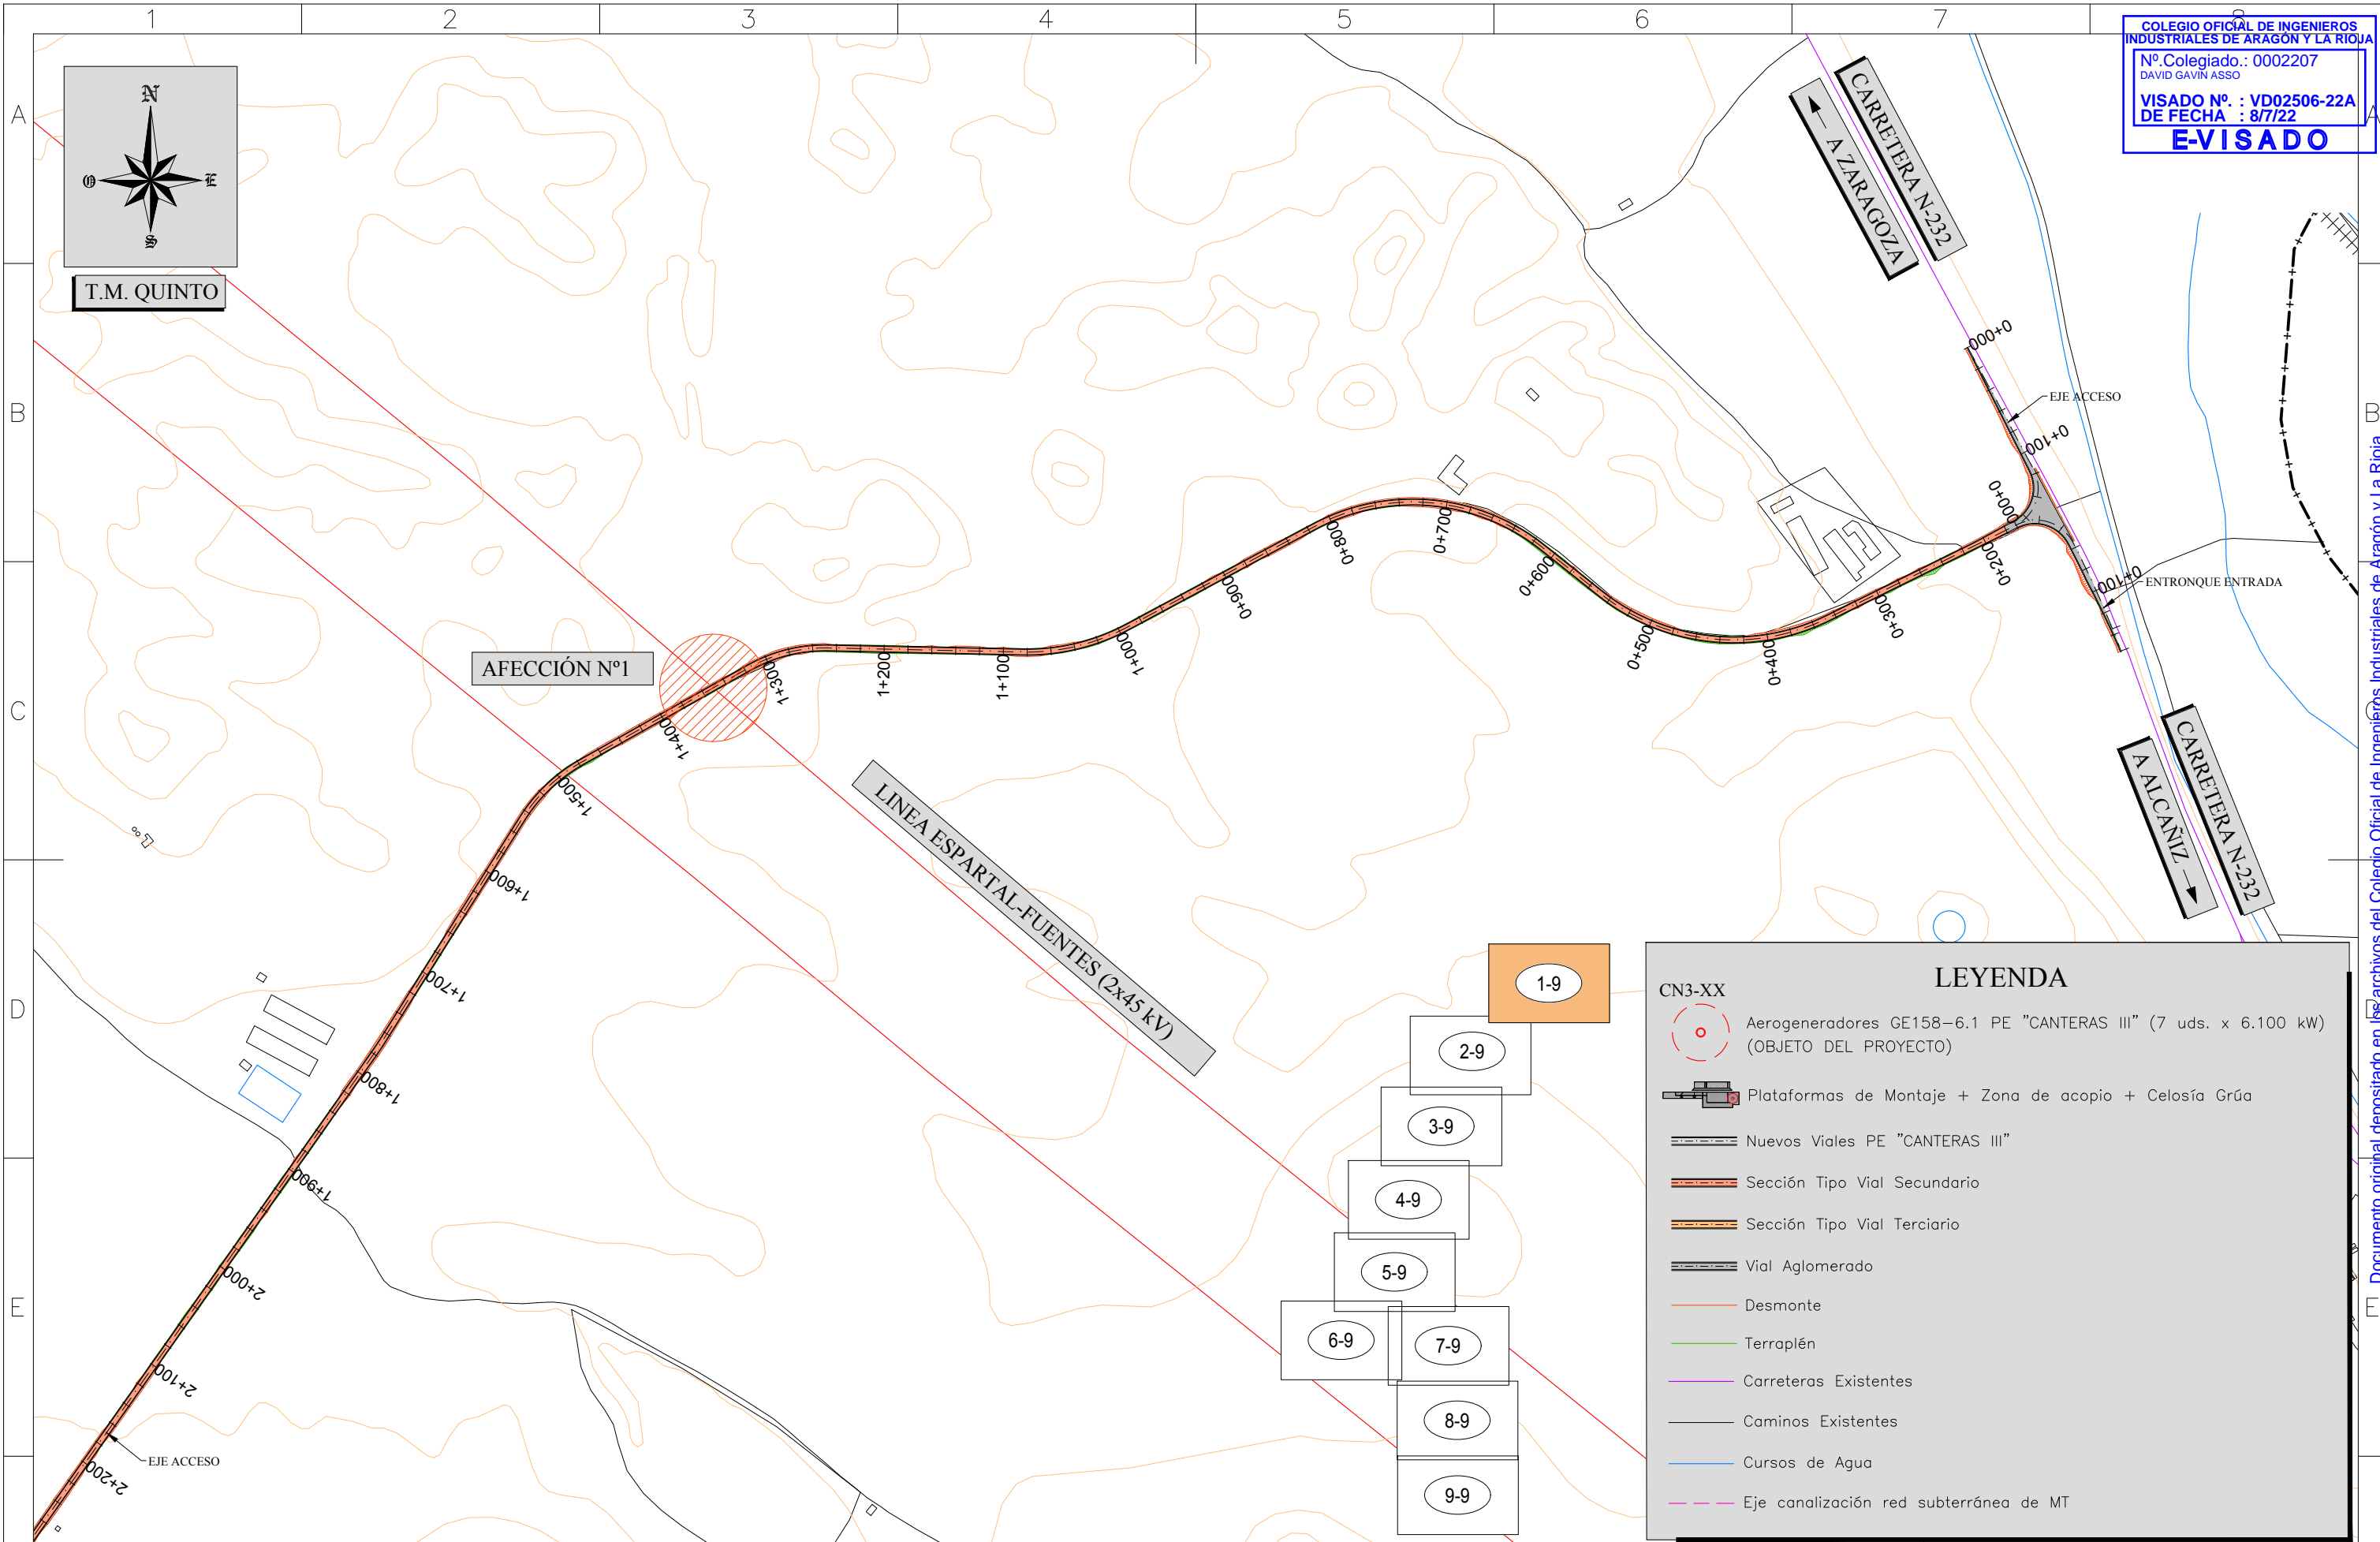 1 2 3 4 5 6 7 8
COLEGIO OFICIAL DE INGENIEROS
INDUSTRIALES DE ARAGÓN Y LA RIOJA
Nº.Colegiado.: 0002207
DAVID GAVÍN ASSO
VISADO Nº. : VD02506-22A
DE FECHA : 8/7/22
E-VISADO
A
A
N
O
E
S
T.M. QUINTO
CARRETERA N-232
A ZARAGOZA
B
B
0+000
EJE ACCESO
0+100
0+000
0+100
ENTRONQUE ENTRADA
0+200
0+300
0+400
0+500
0+600
0+700
0+800
0+900
1+000
1+100
1+200
1+300
AFECCIÓN Nº1
1+400
1+500
1+600
1+700
1+800
1+900
2+000
2+100
2+200
EJE ACCESO
C
C
CARRETERA N-232
A ALCAÑIZ
LINEA ESPARTAL-FUENTES (2x45 kV)
D
D
E
E
1-9
2-9
3-9
4-9
5-9
6-9
7-9
8-9
9-9
LEYENDA
CN3-XX
Aerogeneradores GE158-6.1 PE "CANTERAS III" (7 uds. x 6.100 kW)
(OBJETO DEL PROYECTO)
Plataformas de Montaje + Zona de acopio + Celosía Grúa
Nuevos Viales PE "CANTERAS III"
Sección Tipo Vial Secundario
Sección Tipo Vial Terciario
Vial Aglomerado
Desmonte
Terraplén
Carreteras Existentes
Caminos Existentes
Cursos de Agua
Eje canalización red subterránea de MT
Documento original depositado en los archivos del Colegio Oficial de Ingenieros Industriales de Aragón y La Rioja